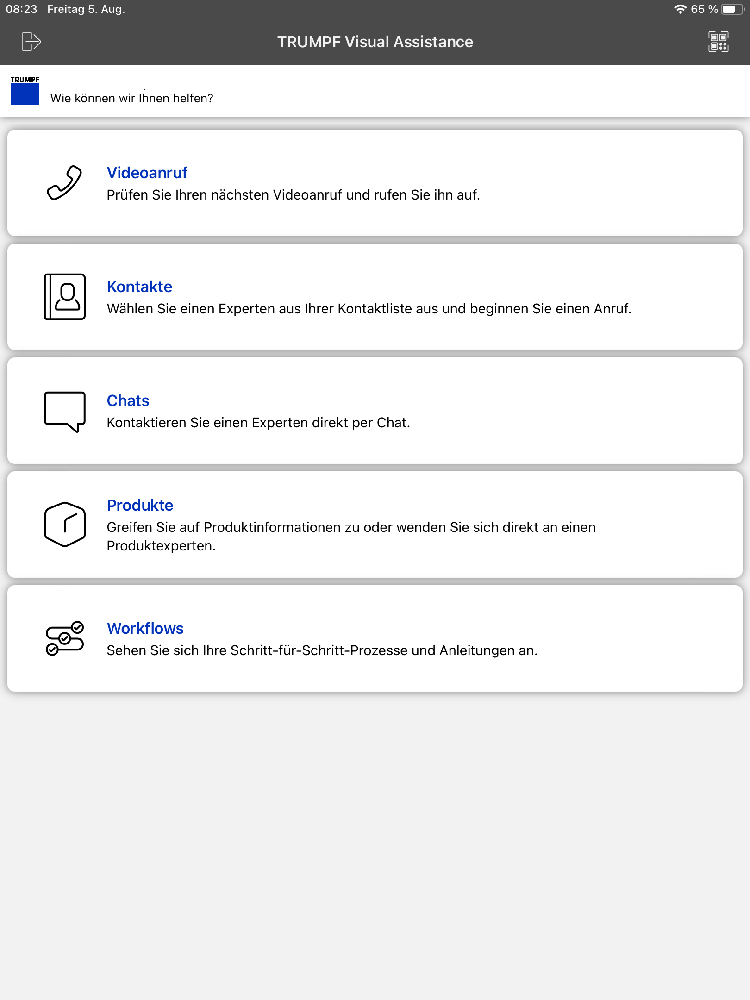 08:23 Freitag 5. Aug. 65 %
TRUMPF Visual Assistance
TRUMPF
Wie können wir Ihnen helfen?
Videoanruf
Prüfen Sie Ihren nächsten Videoanruf und rufen Sie ihn auf.
Kontakte
Wählen Sie einen Experten aus Ihrer Kontaktliste aus und beginnen Sie einen Anruf.
Chats
Kontaktieren Sie einen Experten direkt per Chat.
Produkte
Greifen Sie auf Produktinformationen zu oder wenden Sie sich direkt an einen
Produktexperten.
Workflows
Sehen Sie sich Ihre Schritt-für-Schritt-Prozesse und Anleitungen an.